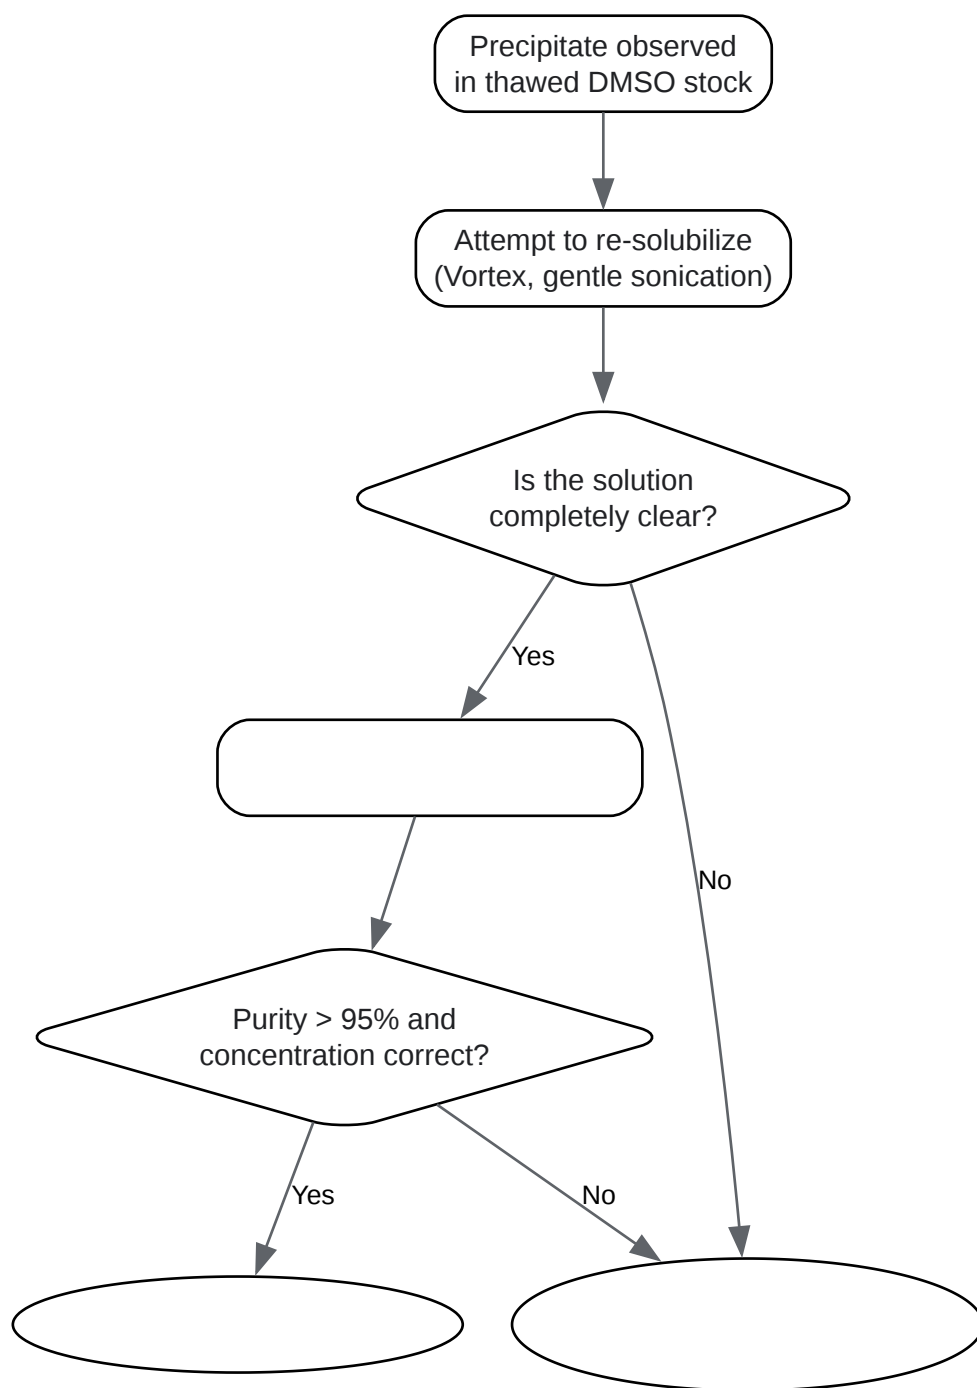 Precipitate observed
in thawed DMSO stock
Attempt to re-solubilize
(Vortex, gentle sonication)
Is the solution
completely clear?
Yes
No
Purity > 95% and
concentration correct?
Yes
No